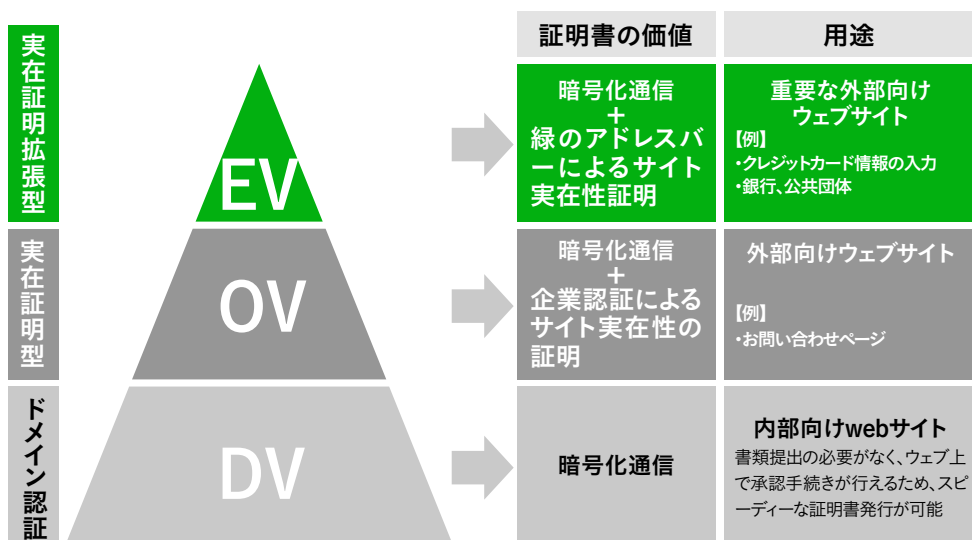 証明書の価値
用途
実在証明拡張型
EV
暗号化通信
＋
緑のアドレスバ
ーによるサイト
実在性証明
重要な外部向け
ウェブサイト
【例】
・クレジットカード情報の入力
・銀行、公共団体
実在証明型
OV
暗号化通信
＋
企業認証による
サイト実在性の
証明
外部向けウェブサイト
【例】
・お問い合わせページ
ドメイン認証
DV
暗号化通信
内部向けwebサイト
書類提出の必要がなく、ウェブ上
で承認手続きが行えるため、スピ
ーディーな証明書発行が可能